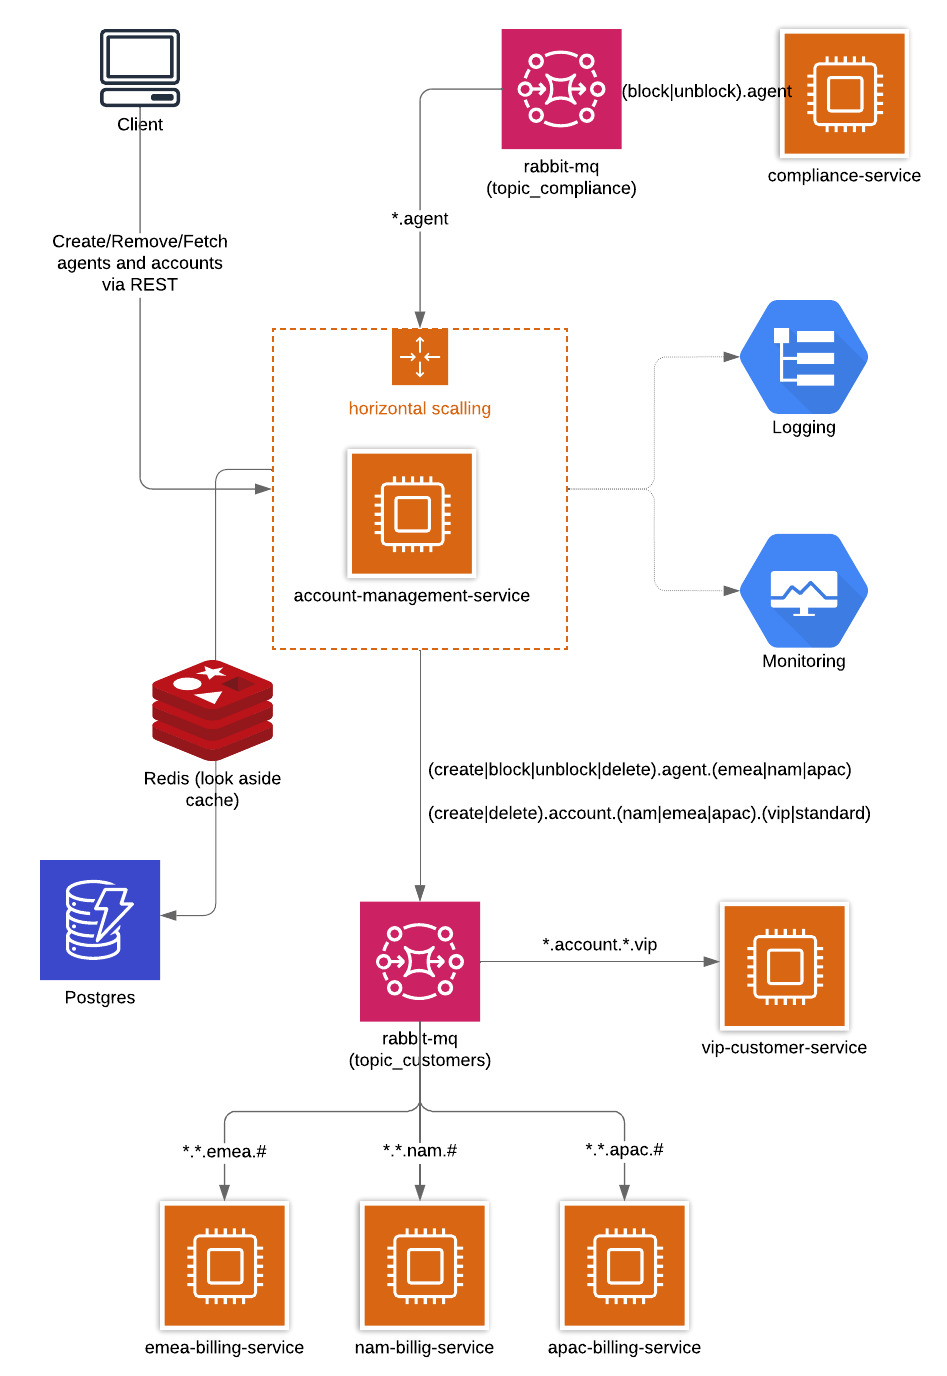 Client
(block|unblock).agent
rabbit-mq
(topic_compliance)
compliance-service
*.agent
Create/Remove/Fetch
agents and accounts
via REST
horizontal scalling
Logging
account-management-service
Monitoring
Redis (look aside
cache)
(create|block|unblock|delete).agent.(emea|nam|apac)
(create|delete).account.(nam|emea|apac).(vip|standard)
Postgres
*.account.*.vip
rabbit-mq
(topic_customers)
vip-customer-service
*.*.emea.#
*.*.nam.#
*.*.apac.#
emea-billing-service
nam-billig-service
apac-billing-service